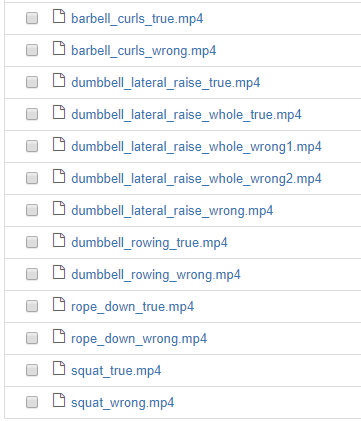 barbell_curls_true.mp4
barbell_curls_wrong.mp4
dumbbell_lateral_raise_true.mp4
dumbbell_lateral_raise_whole_true.mp4
dumbbell_lateral_raise_whole_wrong1.mp4
dumbbell_lateral_raise_whole_wrong2.mp4
dumbbell_lateral_raise_wrong.mp4
dumbbell_rowing_true.mp4
dumbbell_rowing_wrong.mp4
rope_down_true.mp4
rope_down_wrong.mp4
squat_true.mp4
squat_wrong.mp4